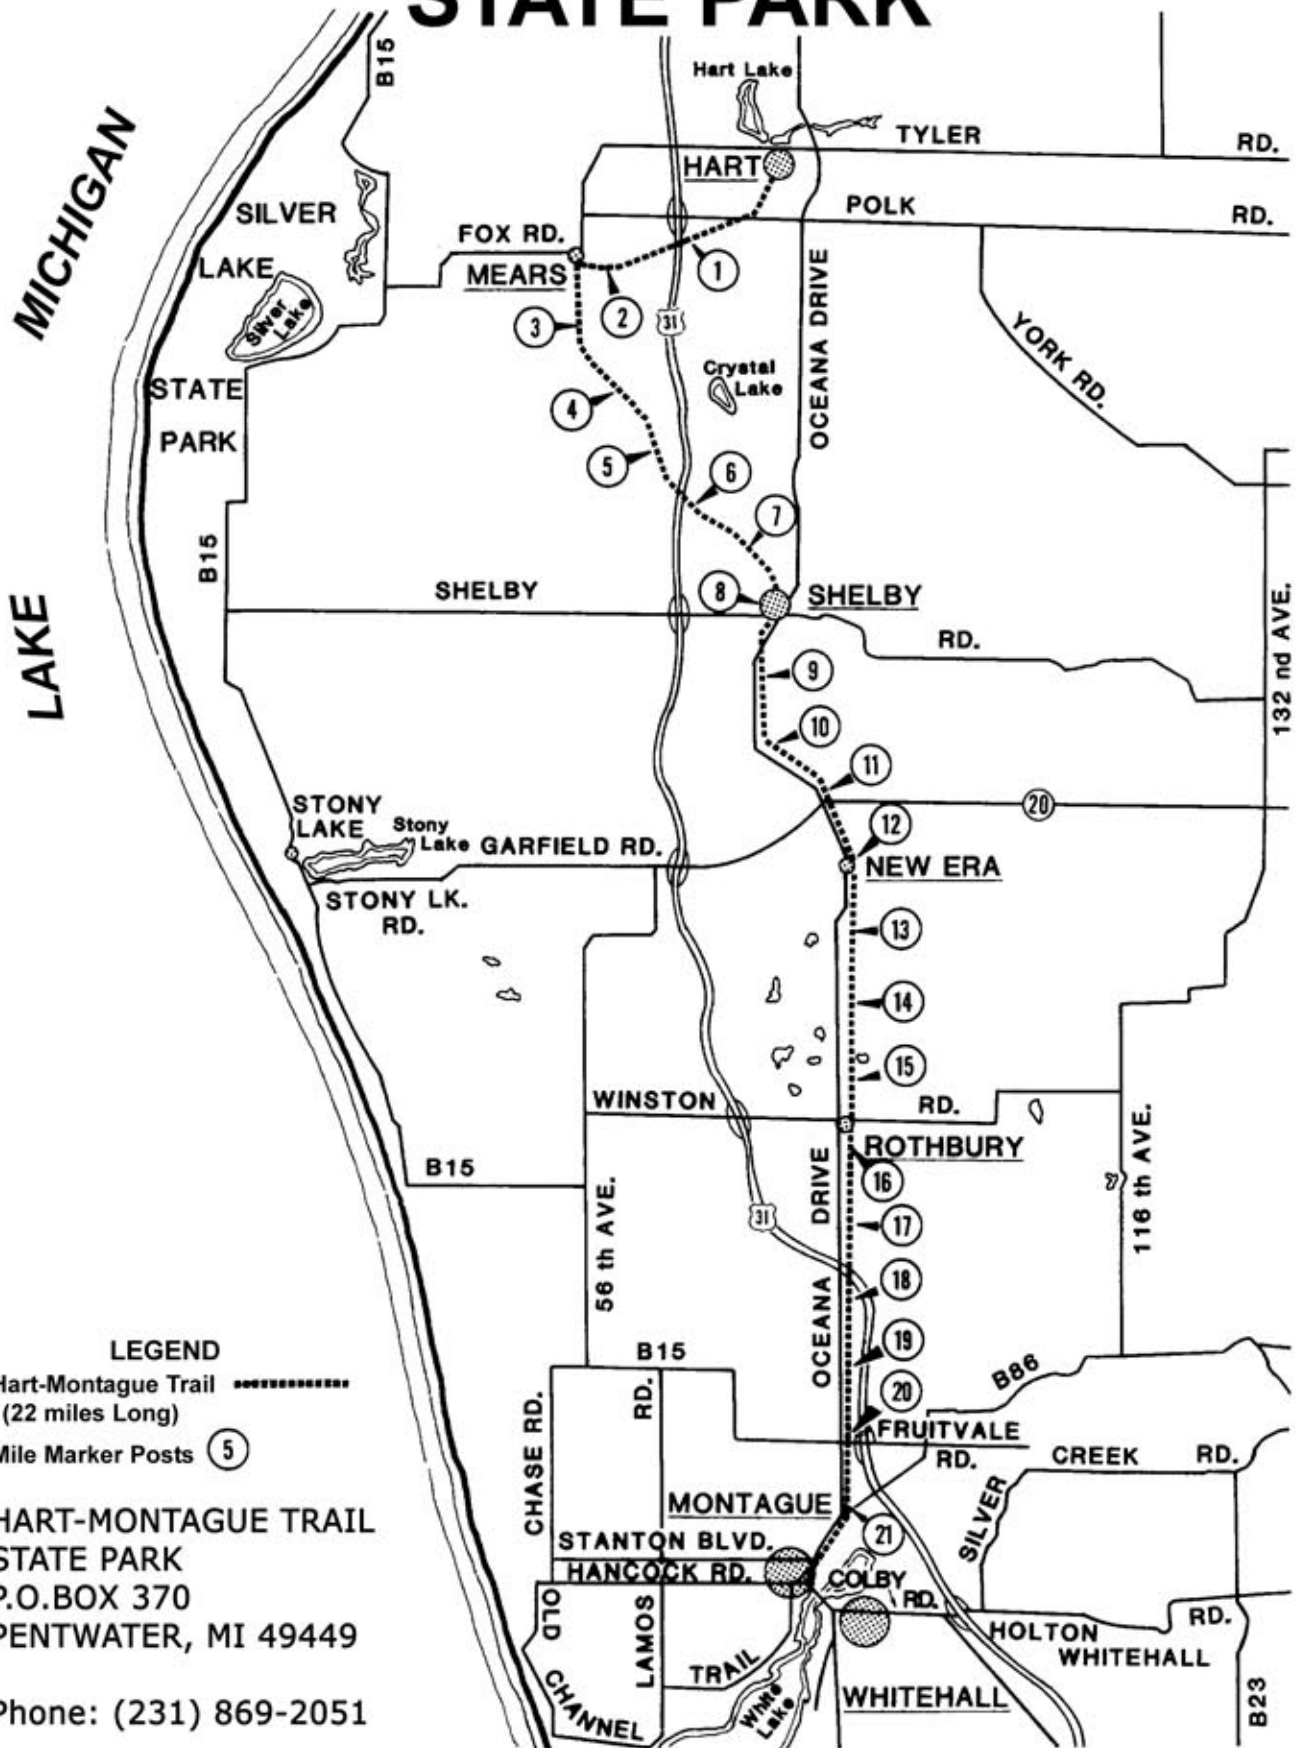 STATE PARK
B15
Hart Lake
TYLER RD.
HART
MICHIGAN
SILVER
LAKE
POLK RD.
FOX RD.
MEARS
1
2
Silver
Lake
3
31
OCEANA DRIVE
YORK RD.
Crystal
Lake
STATE
PARK
4
5
6
7
B15
SHELBY
8
SHELBY
RD.
LAKE
132 nd AVE.
9
10
11
STONY
LAKE
Stony
Lake
GARFIELD RD.
20
12
NEW ERA
STONY LK.
RD.
13
14
15
WINSTON RD.
ROTHBURY
B15
16
56 th AVE.
31
OCEANA DRIVE
17
116 th AVE.
18
19
B15
B86
20
FRUITVALE
RD.
CHASE RD.
RD.
CREEK RD.
SILVER
MONTAGUE
21
STANTON BLVD.
HANCOCK RD.
COLBY
RD.
OLD
CHANNEL
LAMOS
TRAIL
White
Lake
HOLTON
WHITEHALL
RD.
WHITEHALL
B23
LEGEND
Hart-Montague Trail
(22 miles Long)
Mile Marker Posts 5
HART-MONTAGUE TRAIL
STATE PARK
P.O.BOX 370
PENTWATER, MI 49449
Phone: (231) 869-2051